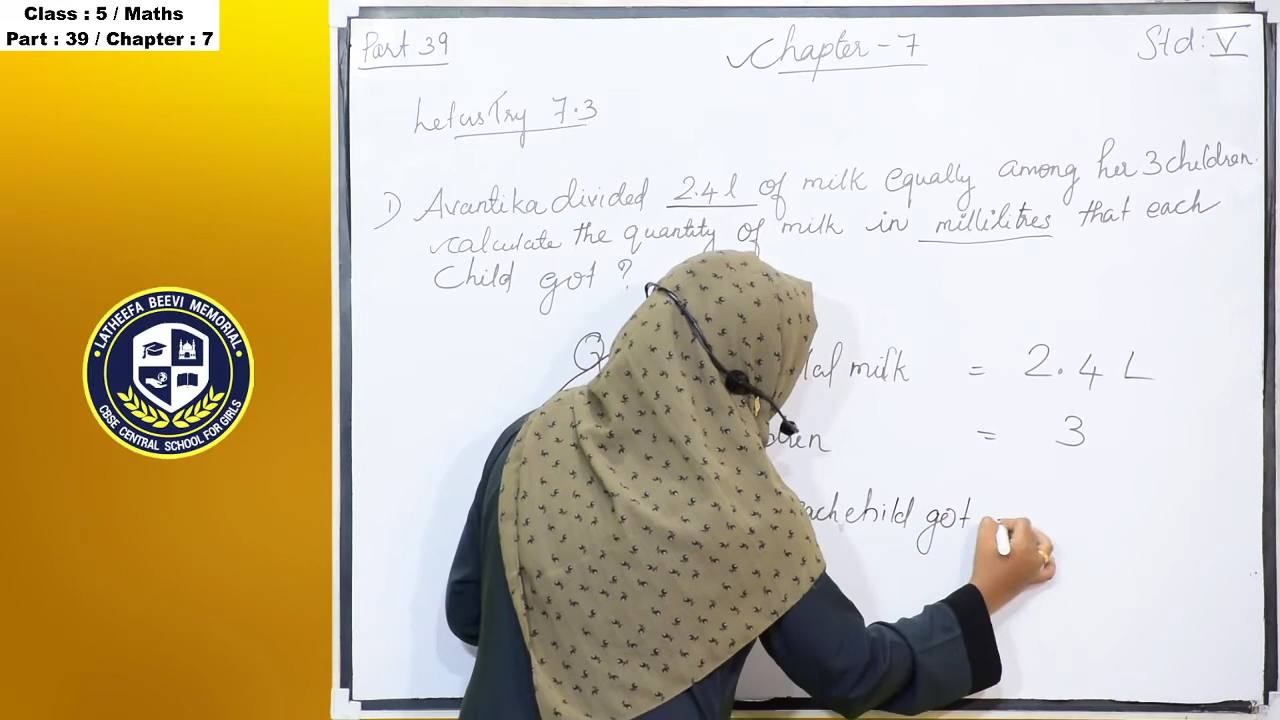 Class : 5 / Maths
Part : 39 / Chapter : 7
Part 39
Chapter - 7
Std : V
Let us Try 7.3
1) Avantika divided 2.4 l of milk equally among her 3 children.
calculate the quantity of milk in millilitres that each
child got ?
milk = 2.4 L
= 3
child got
LATHEEFA BEEVI MEMORIAL
CBSE CENTRAL SCHOOL FOR GIRLS